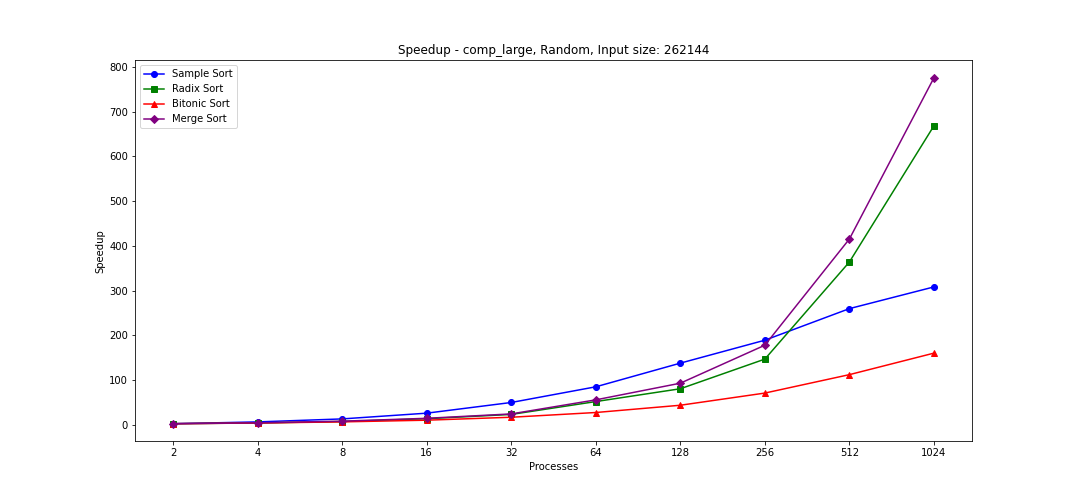 Speedup - comp_large, Random, Input size: 262144
Sample Sort
Radix Sort
Bitonic Sort
Merge Sort
800
700
600
500
400
300
200
100
0
Speedup
2 4 8 16 32 64 128 256 512 1024
Processes